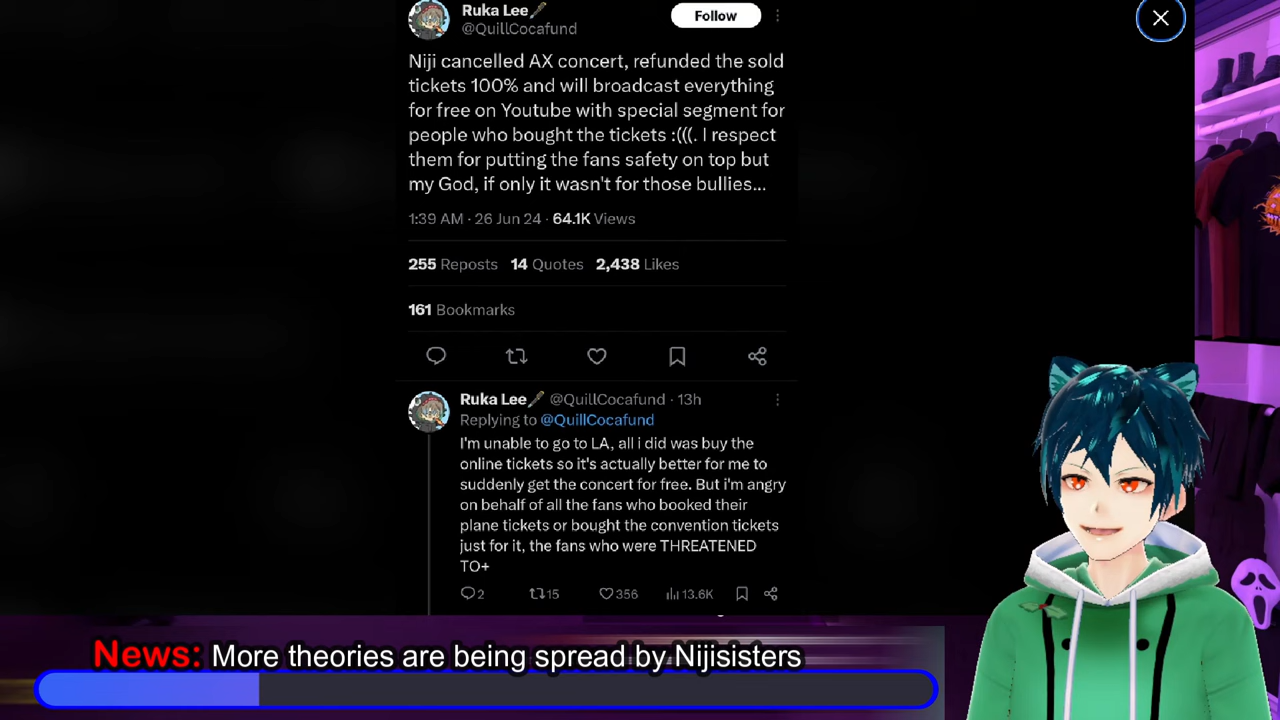 Ruka Lee
@QuillCocafund
Follow
Niji cancelled AX concert, refunded the sold
tickets 100% and will broadcast everything
for free on Youtube with special segment for
people who bought the tickets :(((. I respect
them for putting the fans safety on top but
my God, if only it wasn't for those bullies...
1:39 AM · 26 Jun 24 · 64.1K Views
255 Reposts 14 Quotes 2,438 Likes
161 Bookmarks
Ruka Lee @QuillCocafund · 13h
Replying to @QuillCocafund
I'm unable to go to LA, all i did was buy the
online tickets so it's actually better for me to
suddenly get the concert for free. But i'm angry
on behalf of all the fans who booked their
plane tickets or bought the convention tickets
just for it, the fans who were THREATENED
TO+
2 15 356 13.6K
News: More theories are being spread by Nijisisters